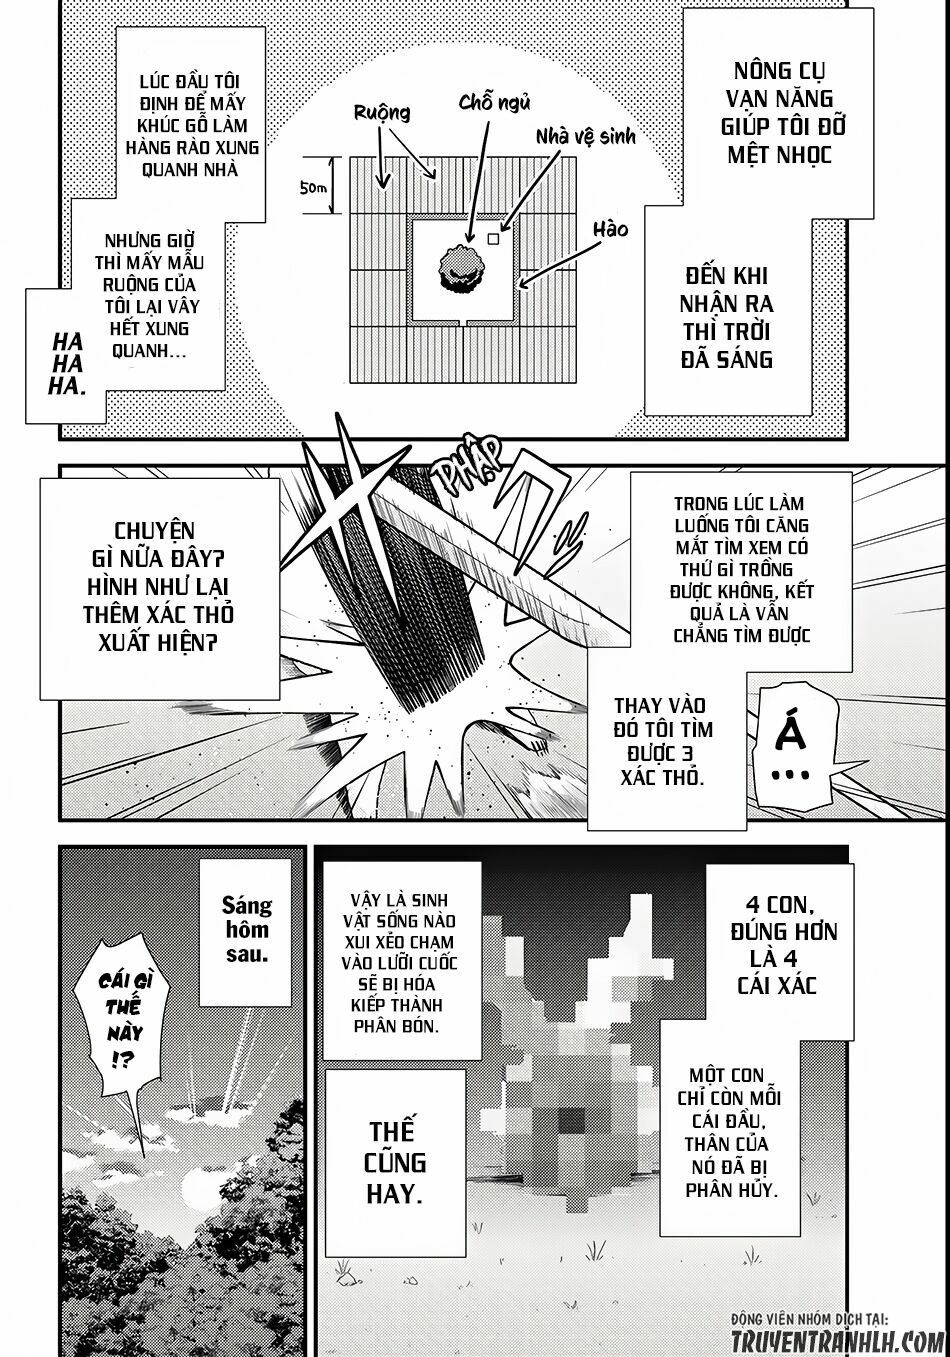 NÔNG CỤ
VẠN NĂNG
GIÚP TÔI ĐỠ
MỆT NHỌC
ĐẾN KHI
NHẬN RA
THÌ TRỜI
ĐÃ SÁNG
Ruộng
Chỗ ngủ
Nhà vệ sinh
50m
Hào
LÚC ĐẦU TÔI
ĐỊNH ĐỂ MẤY
KHÚC GỖ LÀM
HÀNG RÀO XUNG
QUANH NHÀ
NHƯNG GIỜ
THÌ MẤY MẪU
RUỘNG CỦA
TÔI LẠI VÂY
HẾT XUNG
QUANH...
HA
HA
HA.
TRONG LÚC LÀM
LUỐNG TÔI CĂNG
MẮT TÌM XEM CÓ
THỨ GÌ TRỒNG
ĐƯỢC KHÔNG, KẾT
QUẢ LÀ VẪN
CHẲNG TÌM ĐƯỢC
THAY VÀO
ĐÓ TÔI TÌM
ĐƯỢC 3
XÁC THỎ.
Á
...
PHẬP
CHUYỆN
GÌ NỮA ĐÂY?
HÌNH NHƯ LẠI
THÊM XÁC THỎ
XUẤT HIỆN?
4 CON,
ĐÚNG HƠN
LÀ 4
CÁI XÁC
MỘT CON
CHỈ CÒN MỖI
CÁI ĐẦU,
THÂN CỦA
NÓ ĐÃ BỊ
PHÂN HỦY.
VẬY LÀ SINH
VẬT SỐNG NÀO
XUI XẺO CHẠM
VÀO LƯỠI CUỐC
SẼ BỊ HÓA
KIẾP THÀNH
PHÂN BÓN.
THẾ
CŨNG
HAY.
Sáng
hôm
sau.
CÁI GÌ
THẾ
NÀY
!?
ĐỘNG VIÊN NHÓM DỊCH TẠI:
TRUYENTRANHLH.COM